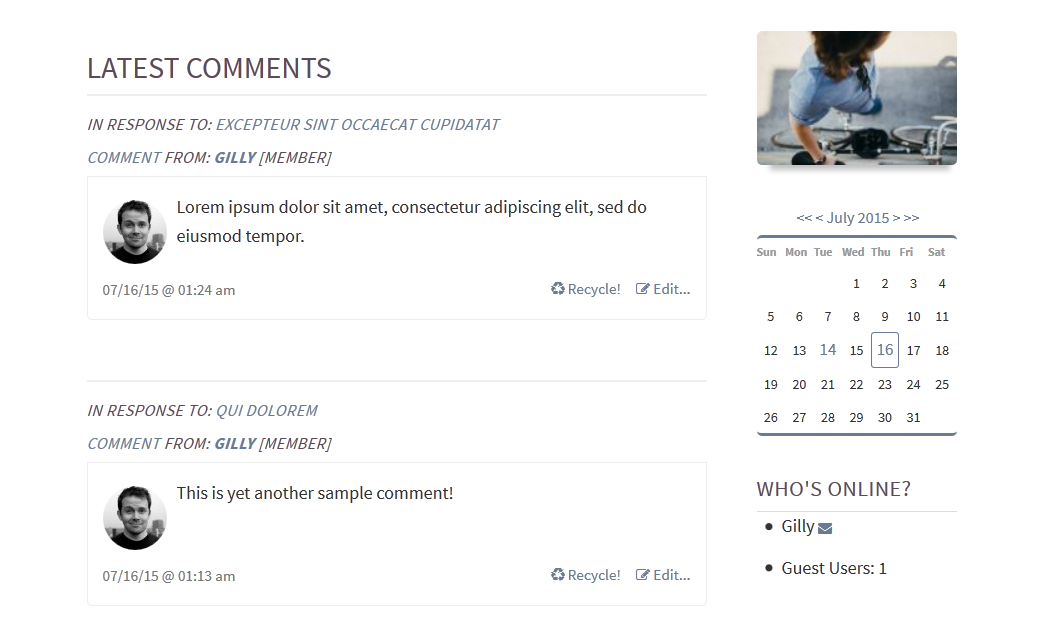 LATEST COMMENTS
IN RESPONSE TO: EXCEPTEUR SINT OCCAECAT CUPIDATAT
COMMENT FROM: GILLY [MEMBER]
Lorem ipsum dolor sit amet, consectetur adipiscing elit, sed do
eiusmod tempor.
07/16/15 @ 01:24 am Recycle! Edit...
IN RESPONSE TO: QUI DOLOREM
COMMENT FROM: GILLY [MEMBER]
This is yet another sample comment!
07/16/15 @ 01:13 am Recycle! Edit...
<< < July 2015 > >>
Sun Mon Tue Wed Thu Fri Sat
1 2 3 4
5 6 7 8 9 10 11
12 13 14 15 16 17 18
19 20 21 22 23 24 25
26 27 28 29 30 31
WHO'S ONLINE?
Gilly
Guest Users: 1